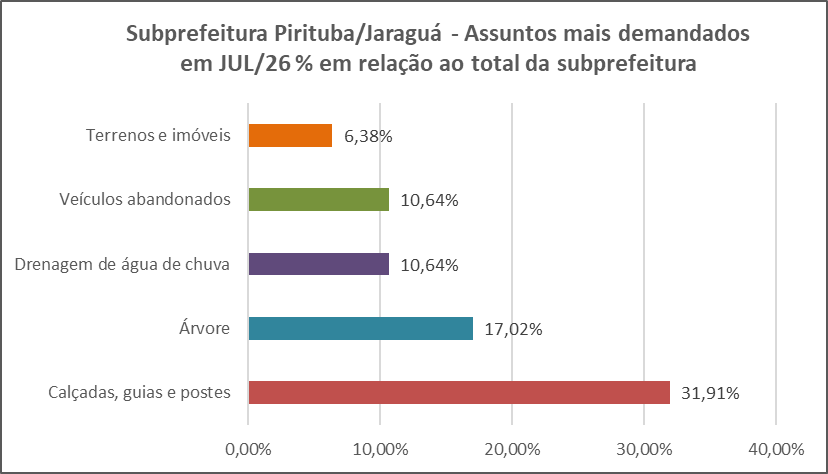 Subprefeitura Pirituba/Jaraguá - Assuntos mais demandados
em JUL/26 % em relação ao total da subprefeitura
Terrenos e imóveis
6,38%
Veículos abandonados
10,64%
Drenagem de água de chuva
10,64%
Árvore
17,02%
Calçadas, guias e postes
31,91%
0,00%
10,00%
20,00%
30,00%
40,00%